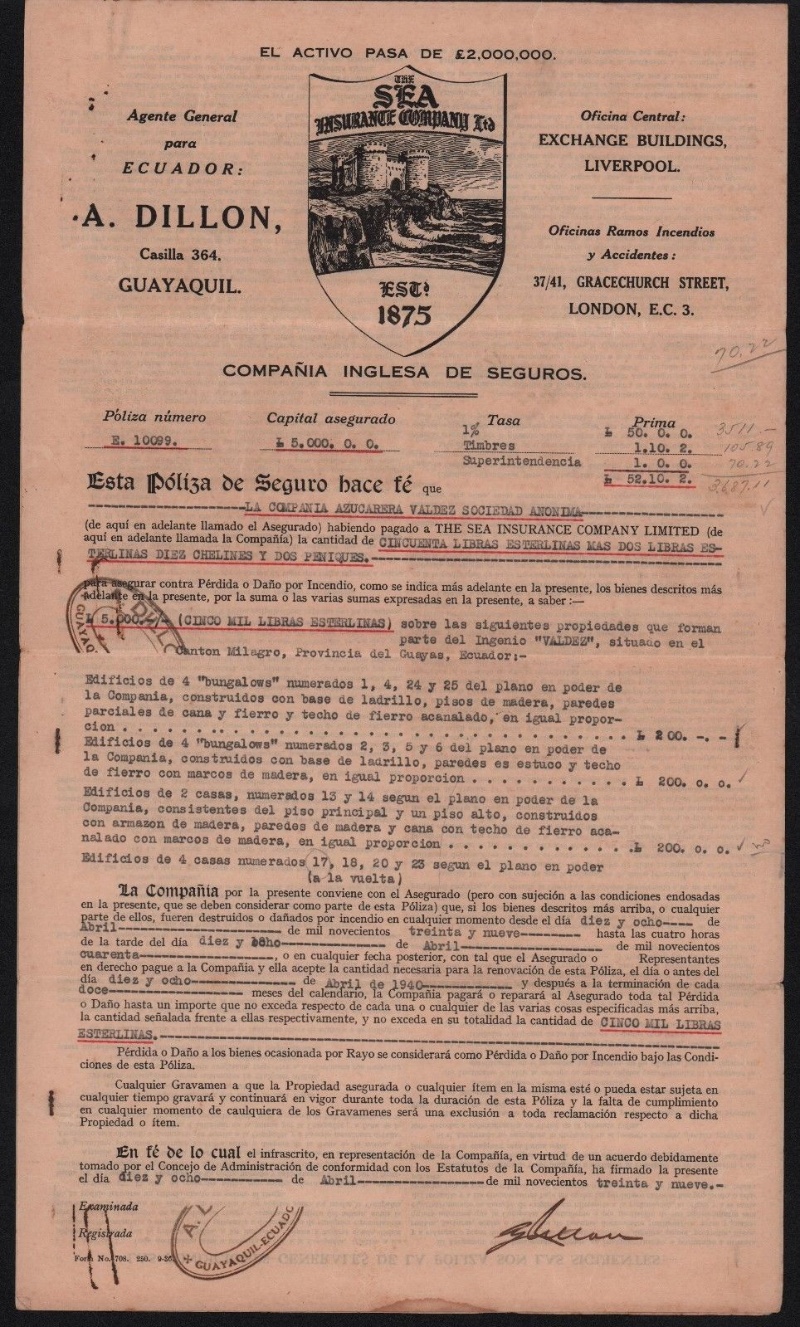 EL ACTIVO PASA DE £2,000,000.
Agente General
para
ECUADOR:
A. DILLON,
Casilla 364.
GUAYAQUIL.
THE
SEA
INSURANCE COMPANY Ltd
ESTD.
1875
Oficina Central:
EXCHANGE BUILDINGS,
LIVERPOOL.
Oficinas Ramos Incendios
y Accidentes:
37/41, GRACECHURCH STREET,
LONDON, E.C. 3.
70.22
COMPAÑIA INGLESA DE SEGUROS.
Póliza número Capital asegurado Tasa Prima
E. 10099. £ 5.000. 0. 0. 1% £ 50. 0. 0. 3511.-
Timbres 1.10. 2. 105.89
Superintendencia 1. 0. 0. 70.22
£ 52.10. 2. 3687.11
Esta Póliza de Seguro hace fé que
LA COMPANIA AZUCARERA VALDEZ SOCIEDAD ANONIMA
(de aquí en adelante llamado el Asegurado) habiendo pagado a THE SEA INSURANCE COMPANY LIMITED (de
aquí en adelante llamada la Compañía) la cantidad de CINCUENTA LIBRAS ESTERLINAS MAS DOS LIBRAS ES-
TERLINAS DIEZ CHELINES Y DOS PENIQUES.
para asegurar contra Pérdida o Daño por Incendio, como se indica más adelante en la presente, los bienes descritos más
adelante en la presente, por la suma o las varias sumas expresadas en la presente, a saber:—
£ 5.000.-/- (CINCO MIL LIBRAS ESTERLINAS) sobre las siguientes propiedades que forman
parte del Ingenio "VALDEZ", situado en el
Canton Milagro, Provincia del Guayas, Ecuador:-
Edificios de 4 "bungalows" numerados 1, 4, 24 y 25 del plano en poder de
la Compania, construidos con base de ladrillo, pisos de madera, paredes
parciales de cana y fierro y techo de fierro acanalado, en igual propor-
cion . . . . . . . . . . . . . . . . . . . . £ 200. -. -
Edificios de 4 "bungalows" numerados 2, 3, 5 y 6 del plano en poder de
la Compania, construidos con base de ladrillo, paredes es estuco y techo
de fierro con marcos de madera, en igual proporcion . . . . . . . . . . . £ 200. o. o.
Edificios de 2 casas, numerados 13 y 14 segun el plano en poder de la
Compania, consistentes del piso principal y un piso alto, construidos
con armazon de madera, paredes de madera y cana con techo de fierro aca-
nalado con marcos de madera, en igual proporcion . . . . . . . . . . . . .£ 200. o. o.
Edificios de 4 casas numerados 17, 18, 20 y 23 segun el plano en poder
(a la vuelta)
La Compañía por la presente conviene con el Asegurado (pero con sujeción a las condiciones endosadas
en la presente, que se deben considerar como parte de esta Póliza) que, si los bienes descritos más arriba, o cualquier
parte de ellos, fueren destruidos o dañados por incendio en cualquier momento desde el día diez y ocho---- de
Abril---------- de mil novecientos treinta y nueve-------- hasta las cuatro horas
de la tarde del día diez y ocho---------- de Abril---------- de mil novecientos
cuarenta----------, o en cualquier fecha posterior, con tal que el Asegurado o Representantes
en derecho pague a la Compañía y ella acepte la cantidad necesaria para la renovación de esta Póliza, el día o antes del
día diez y ocho---------- de Abril de 1940---------- y después a la terminación de cada
doce---------- meses del calendario, la Compañía pagará o reparará al Asegurado toda tal Pérdida
o Daño hasta un importe que no exceda respecto de cada una o cualquier de las varias cosas especificadas más arriba,
la cantidad señalada frente a ellas respectivamente, y no exceda en su totalidad la cantidad de CINCO MIL LIBRAS
ESTERLINAS.
Pérdida o Daño a los bienes ocasionada por Rayo se considerará como Pérdida o Daño por Incendio bajo las Condi-
ciones de esta Póliza.
Cualquier Gravamen a que la Propiedad asegurada o cualquier ítem en la misma esté o pueda estar sujeta en
cualquier tiempo gravará y continuará en vigor durante toda la duración de esta Póliza y la falta de cumplimiento
en cualquier momento de caulquiera de los Gravamenes será una exclusión a toda reclamación respecto a dicha
Propiedad o ítem.
En fé de lo cual el infrascrito, en representación de la Compañía, en virtud de un acuerdo debidamente
tomado por el Concejo de Administración de conformidad con los Estatutos de la Compañía, ha firmado la presente
el día diez y ocho---------- de Abril---------- de mil novecientos treinta y nueve.-
Examinada
Registrada
Form No. 708. 250.
GUAYAQUIL-ECUADO